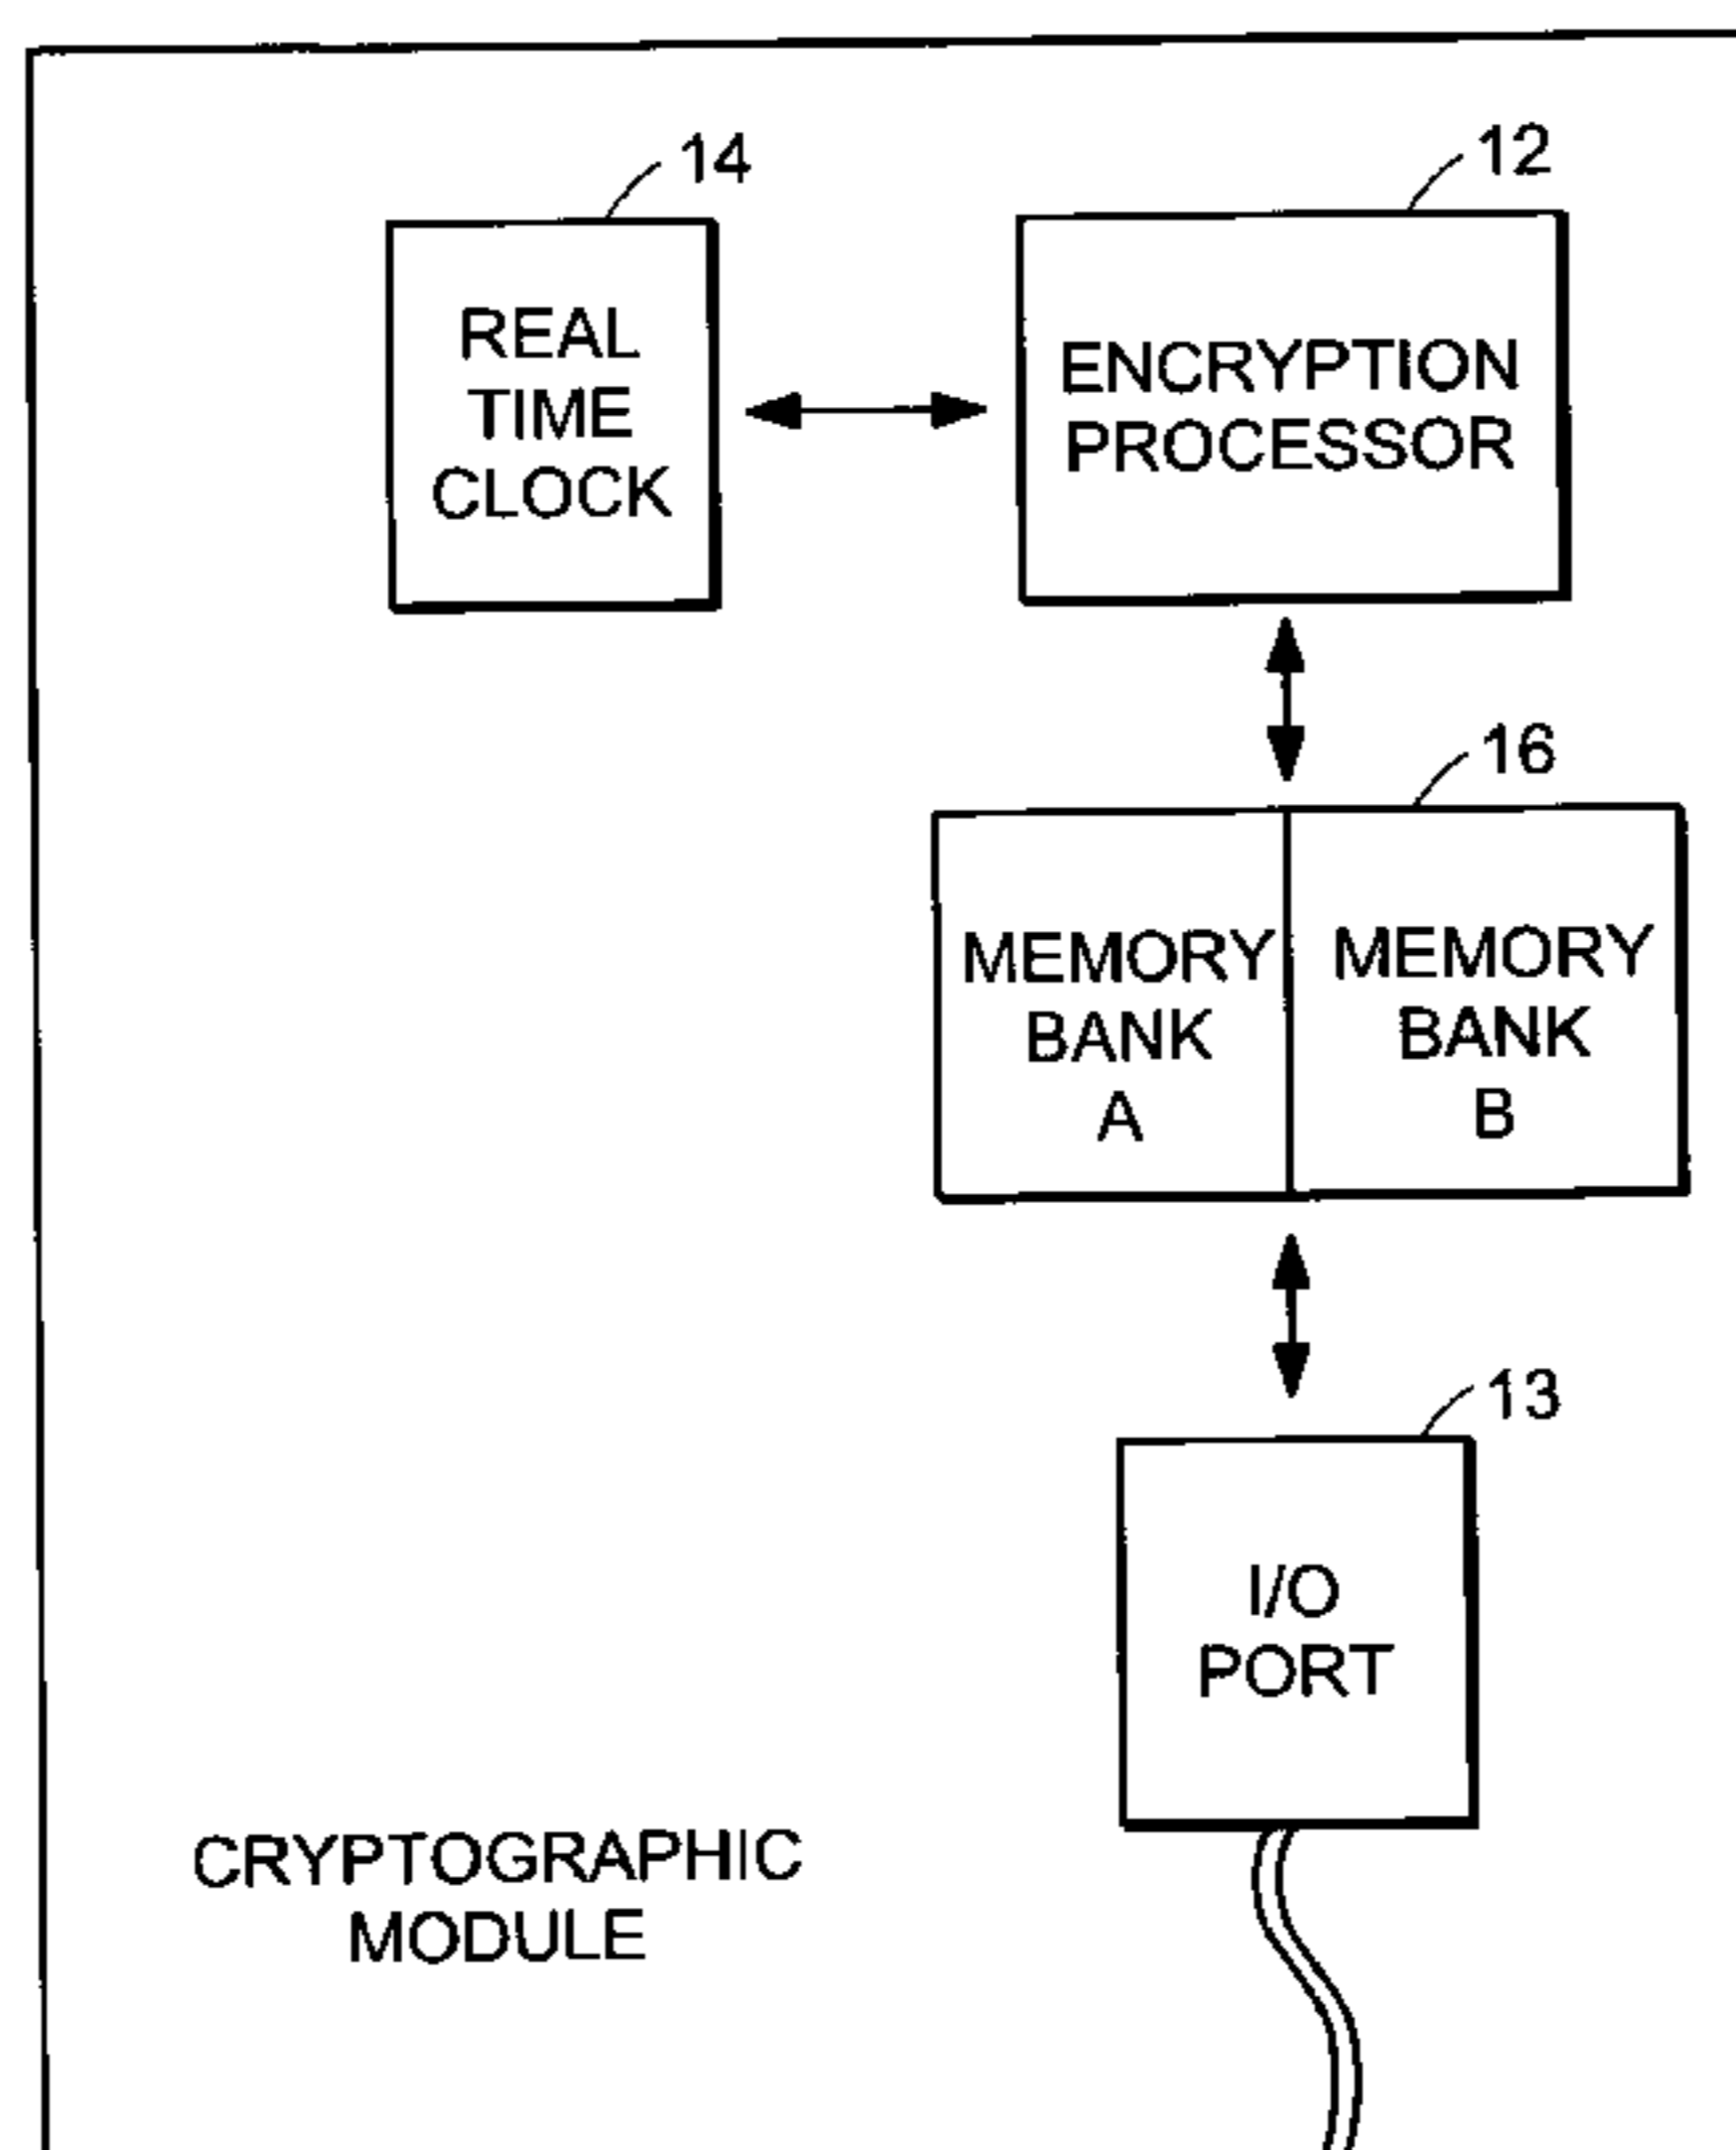 14
12
REAL
TIME
CLOCK
ENCRYPTION
PROCESSOR
16
MEMORY
BANK
A
MEMORY
BANK
B
13
I/O
PORT
CRYPTOGRAPHIC
MODULE